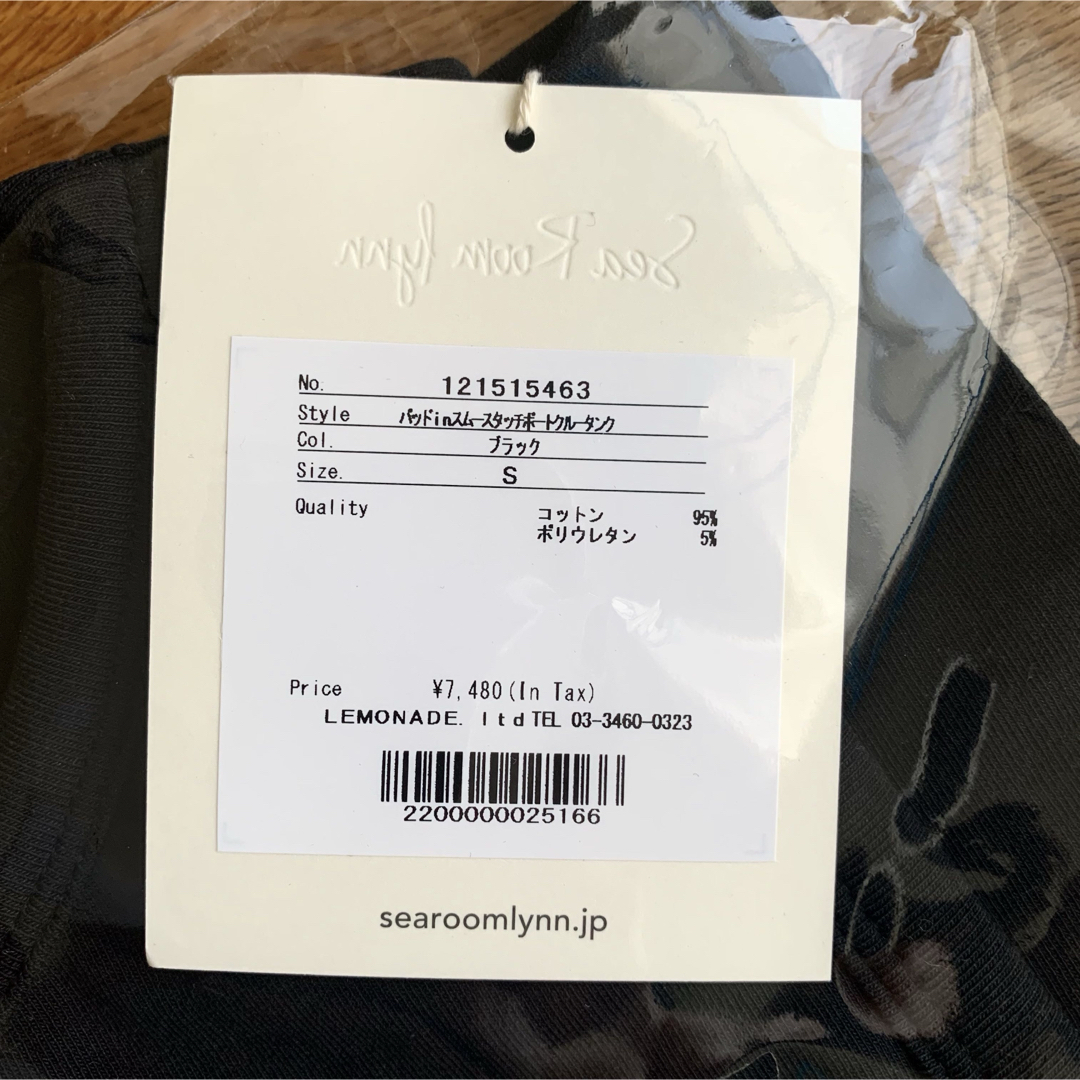 Sea Room lynn
No. 121515463
Style パッドinスムースタッチボートクルータンク
Col. ブラック
Size. S
Quality コットン 95%
ポリウレタン 5%
Price ¥7,480(In Tax)
LEMONADE. ltd TEL 03-3460-0323
2200000025166
searoomlynn.jp